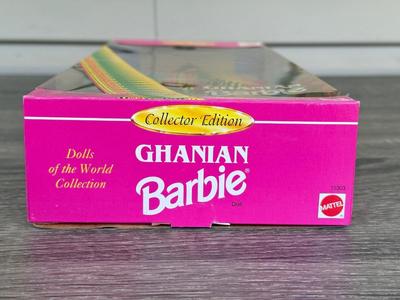 Collector Edition
Dolls
of the World
Collection
GHANIAN
Barbie®
Doll
15303
MATTEL